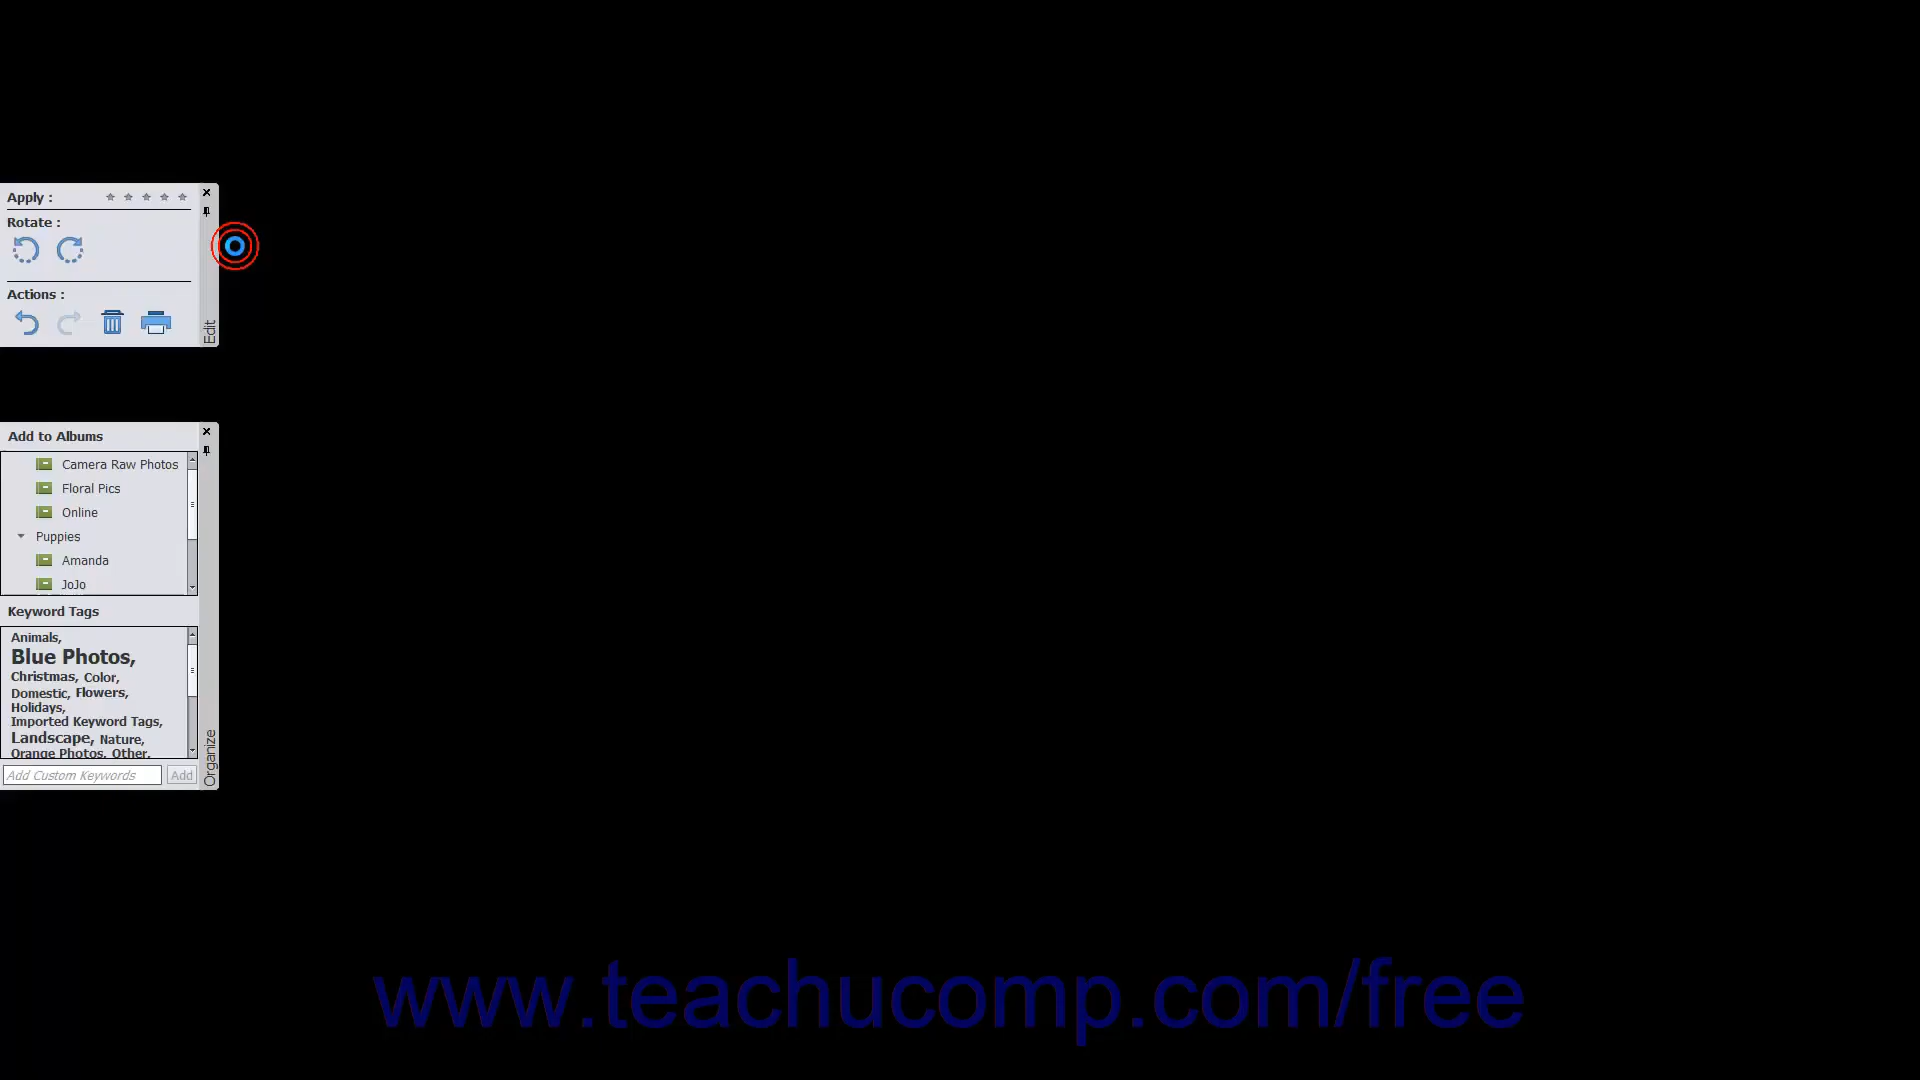 Apply :
Rotate :
Actions :
Edit
Add to Albums
Camera Raw Photos
Floral Pics
Online
Puppies
Amanda
JoJo
Keyword Tags
Animals,
Blue Photos,
Christmas, Color,
Domestic, Flowers,
Holidays,
Imported Keyword Tags,
Landscape, Nature,
Orange Photos, Other,
Add Custom Keywords Add
Organize
www.teachucomp.com/free